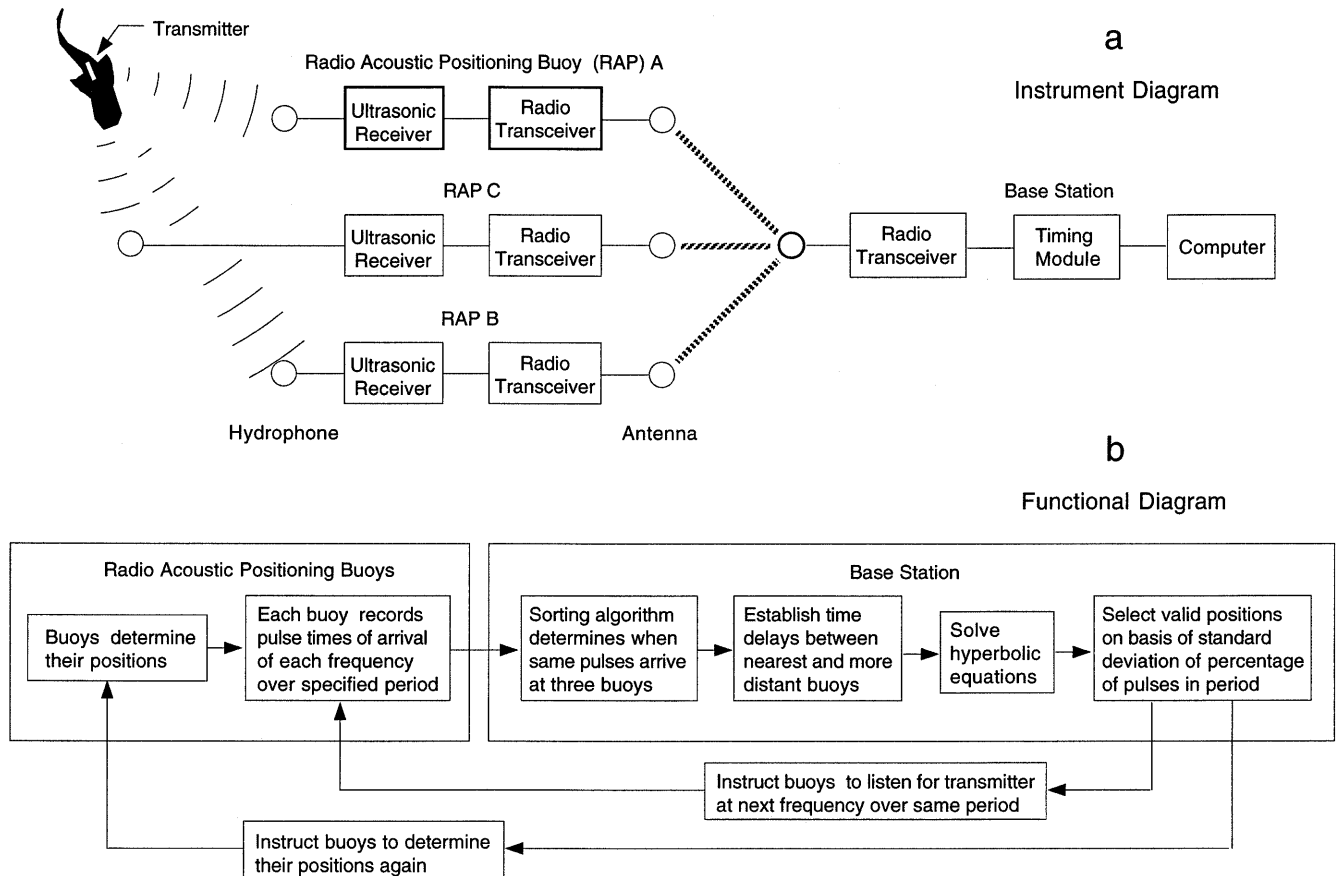 Transmitter
a
Instrument Diagram
Radio Acoustic Positioning Buoy (RAP) A
Ultrasonic
Receiver
Radio
Transceiver
RAP C
Ultrasonic
Receiver
Radio
Transceiver
Base Station
Radio
Transceiver
Timing
Module
Computer
RAP B
Ultrasonic
Receiver
Radio
Transceiver
Hydrophone
Antenna
b
Functional Diagram
Radio Acoustic Positioning Buoys
Buoys determine
their positions
Each buoy records
pulse times of arrival
of each frequency
over specified period
Base Station
Sorting algorithm
determines when
same pulses arrive
at three buoys
Establish time
delays between
nearest and more
distant buoys
Solve
hyperbolic
equations
Select valid positions
on basis of standard
deviation of percentage
of pulses in period
Instruct buoys to listen for transmitter
at next frequency over same period
Instruct buoys to determine
their positions again